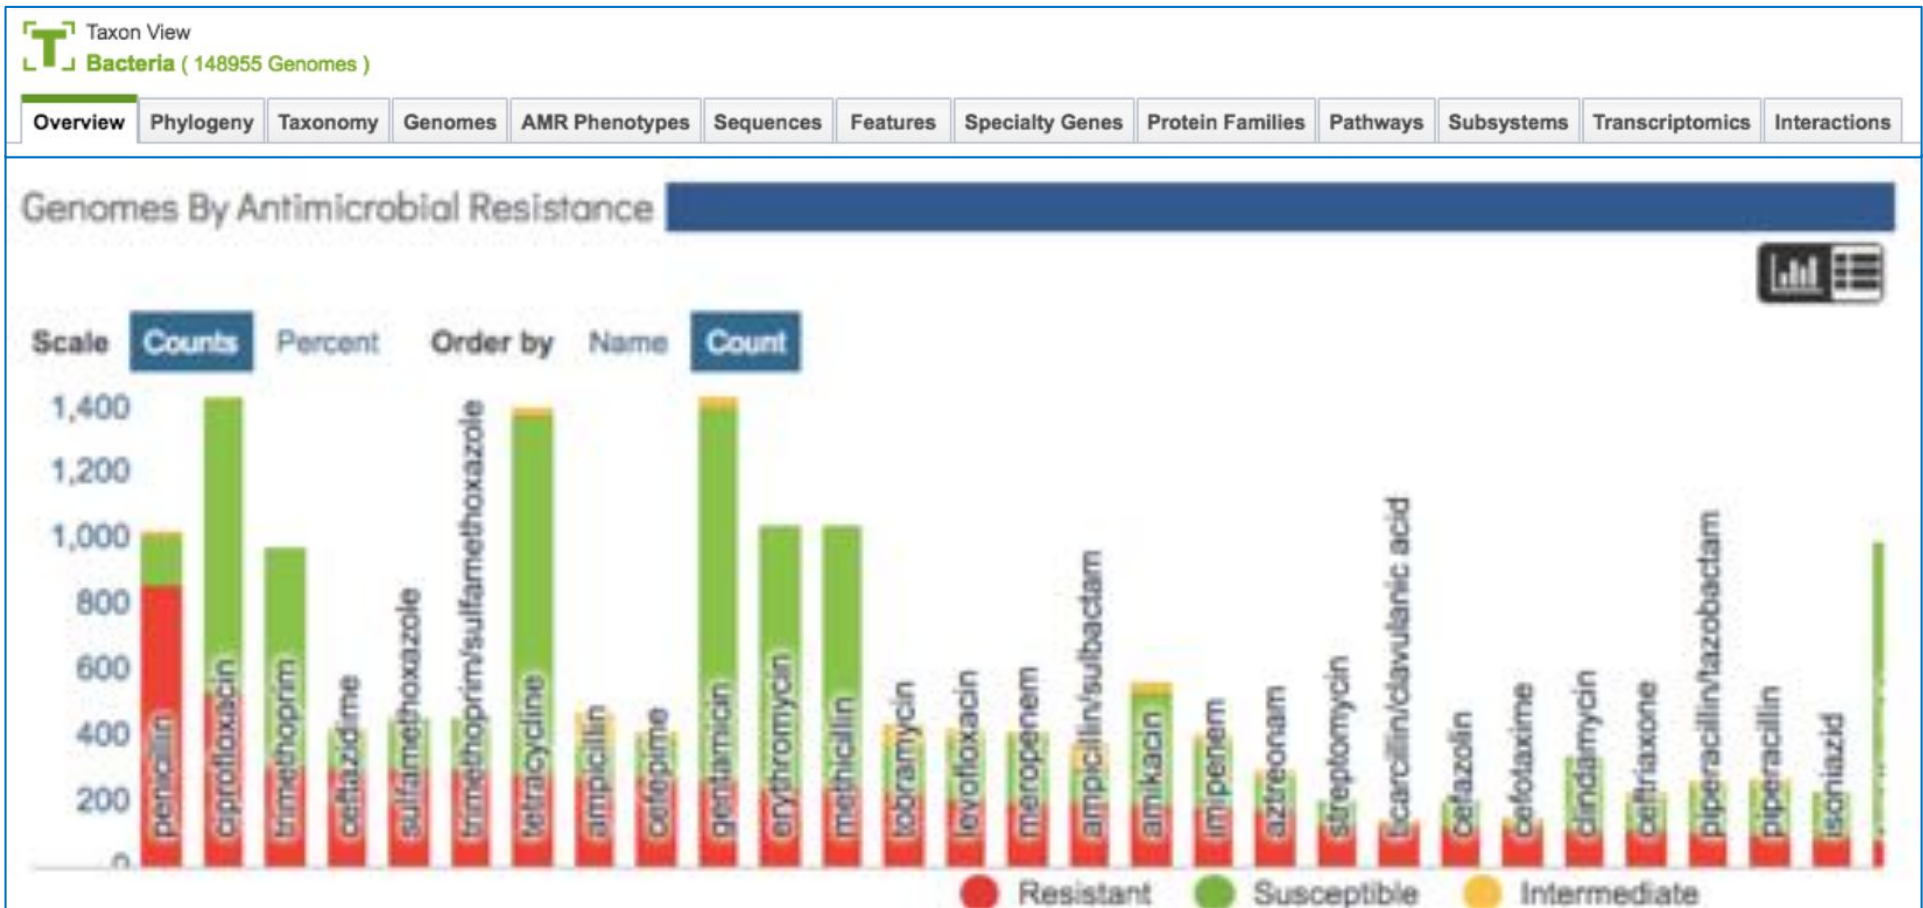 Taxon View
Bacteria ( 148955 Genomes )
Overview Phylogeny Taxonomy Genomes AMR Phenotypes Sequences Features Specialty Genes Protein Families Pathways Subsystems Transcriptomics Interactions
Genomes By Antimicrobial Resistance
Scale Counts Percent Order by Name Count
1,400
1,200
1,000
800
600
400
200
0
penicillin
ciprofloxacin
trimethoprim
ceftazidime
sulfamethoxazole
trimethoprim/sulfamethoxazole
tetracycline
ampicillin
cefepime
gentamicin
erythromycin
methicillin
tobramycin
levofloxacin
meropenem
ampicillin/sulbactam
amikacin
imipenem
aztreonam
streptomycin
ticarcillin/clavulanic acid
cefazolin
cefotaxime
clindamycin
ceftriaxone
piperacillin/tazobactam
piperacillin
isoniazid
Resistant Susceptible Intermediate